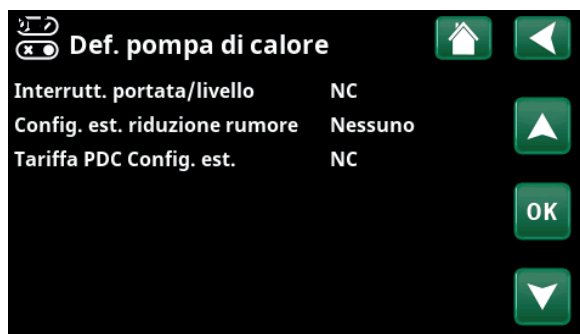 Def. pompa di calore
Interrutt. portata/livello NC
Config. est. riduzione rumore Nessuno
Tariffa PDC Config. est. NC
OK